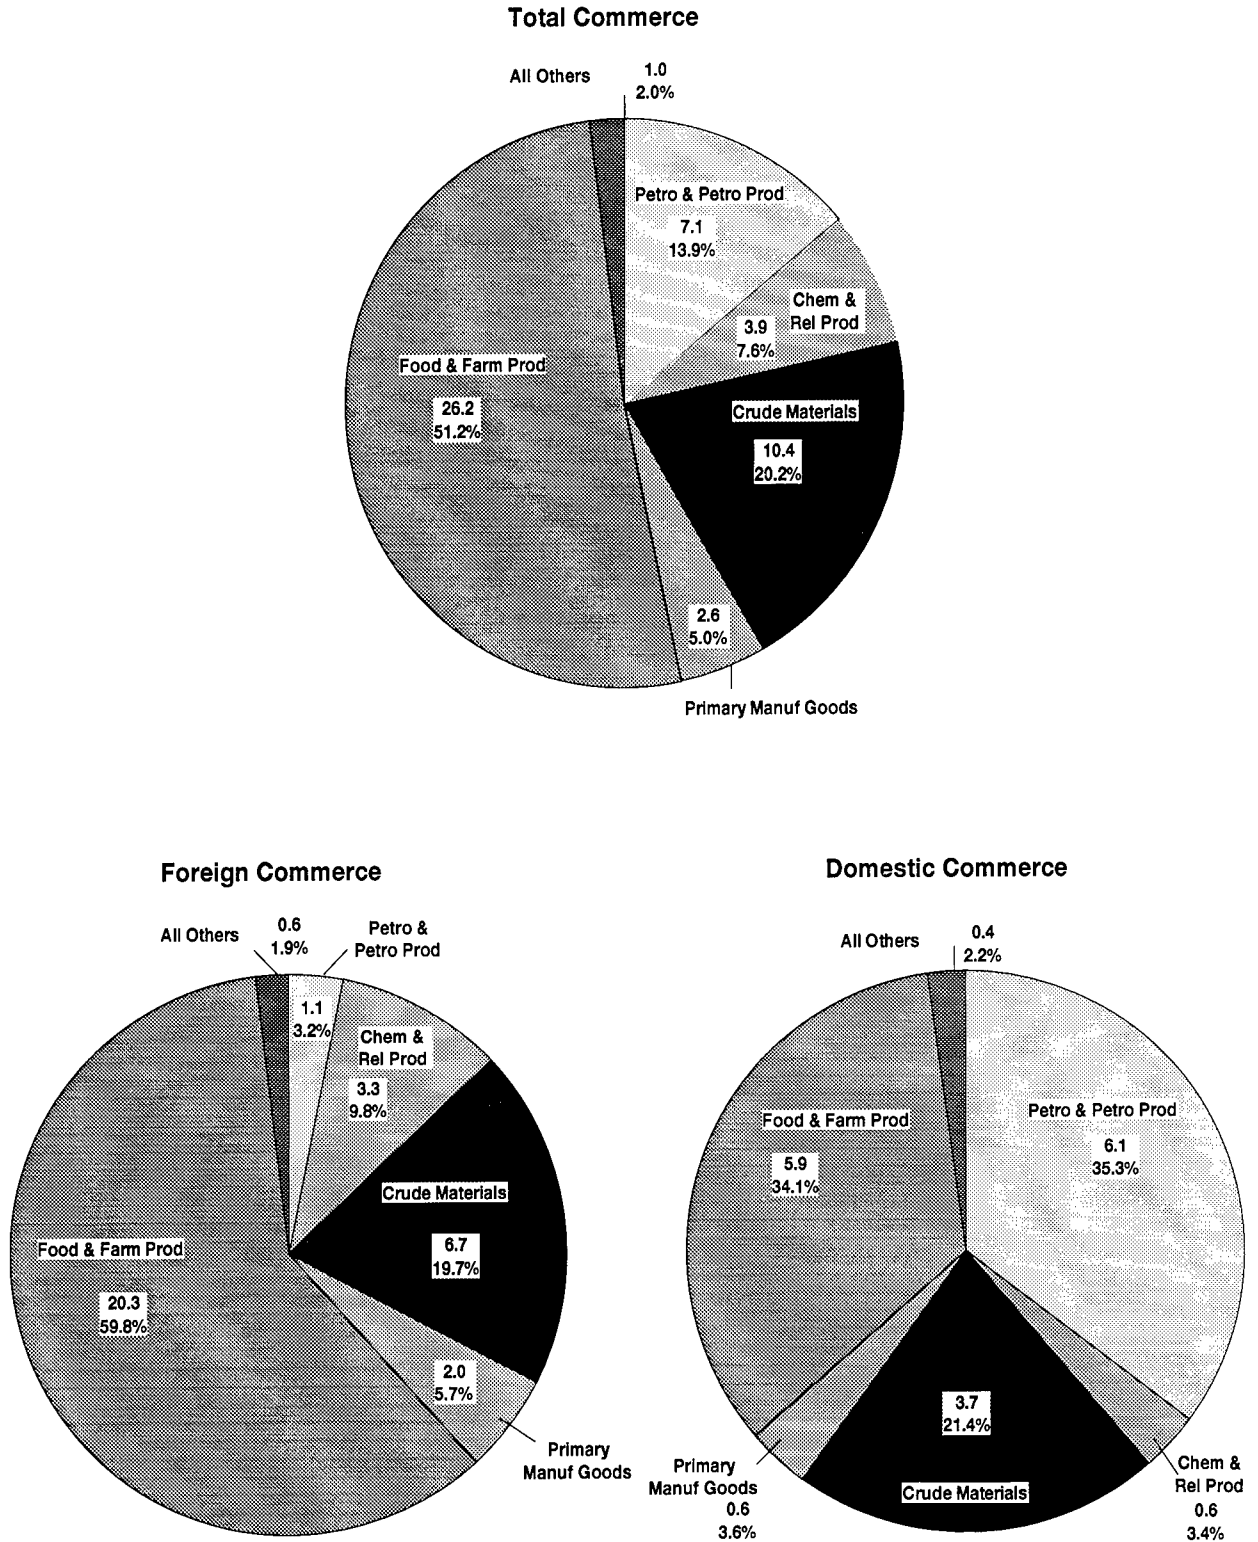 Total Commerce
All Others
1.0
2.0%
Petro & Petro Prod
7.1
13.9%
Chem &
Rel Prod
3.9
7.6%
Food & Farm Prod
26.2
51.2%
Crude Materials
10.4
20.2%
2.6
5.0%
Primary Manuf Goods
Foreign Commerce
All Others
0.6
1.9%
Petro &
Petro Prod
1.1
3.2%
Chem &
Rel Prod
3.3
9.8%
Crude Materials
6.7
19.7%
Food & Farm Prod
20.3
59.8%
2.0
5.7%
Primary
Manuf Goods
Domestic Commerce
All Others
0.4
2.2%
Food & Farm Prod
5.9
34.1%
Petro & Petro Prod
6.1
35.3%
3.7
21.4%
Crude Materials
Primary
Manuf Goods
0.6
3.6%
Chem &
Rel Prod
0.6
3.4%